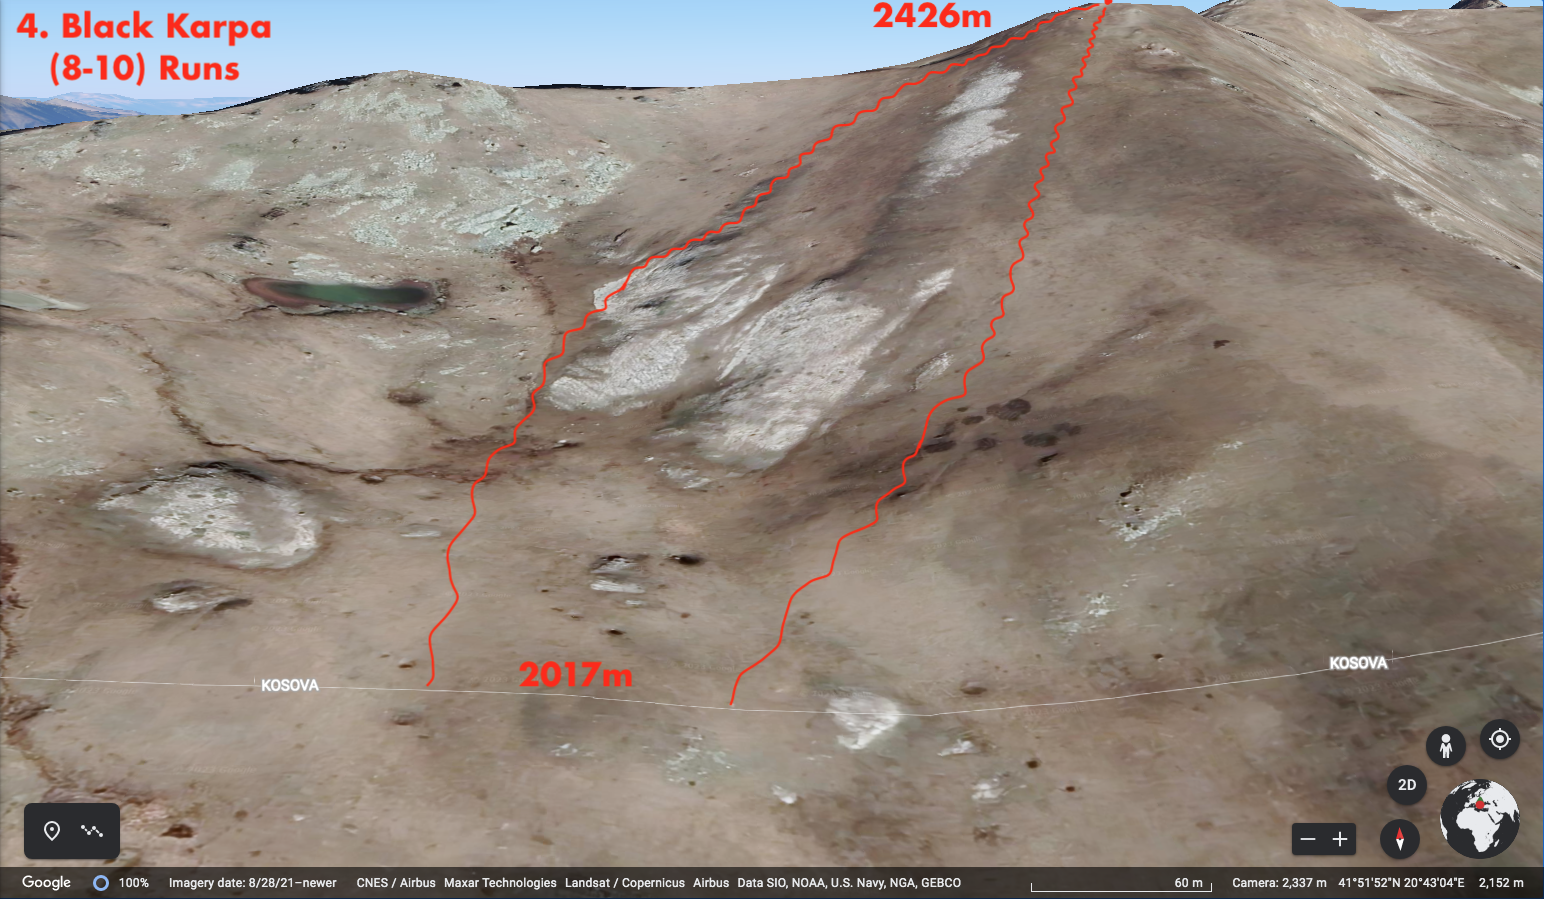 4. Black Karpa
(8-10) Runs
2426m
2017m
KOSOVA
KOSOVA
2D
Google
100%
Imagery date: 8/28/21–newer
CNES / Airbus Maxar Technologies Landsat / Copernicus Airbus Data SIO, NOAA, U.S. Navy, NGA, GEBCO
60 m
Camera: 2,337 m
41°51'52"N 20°43'04"E
2,152 m